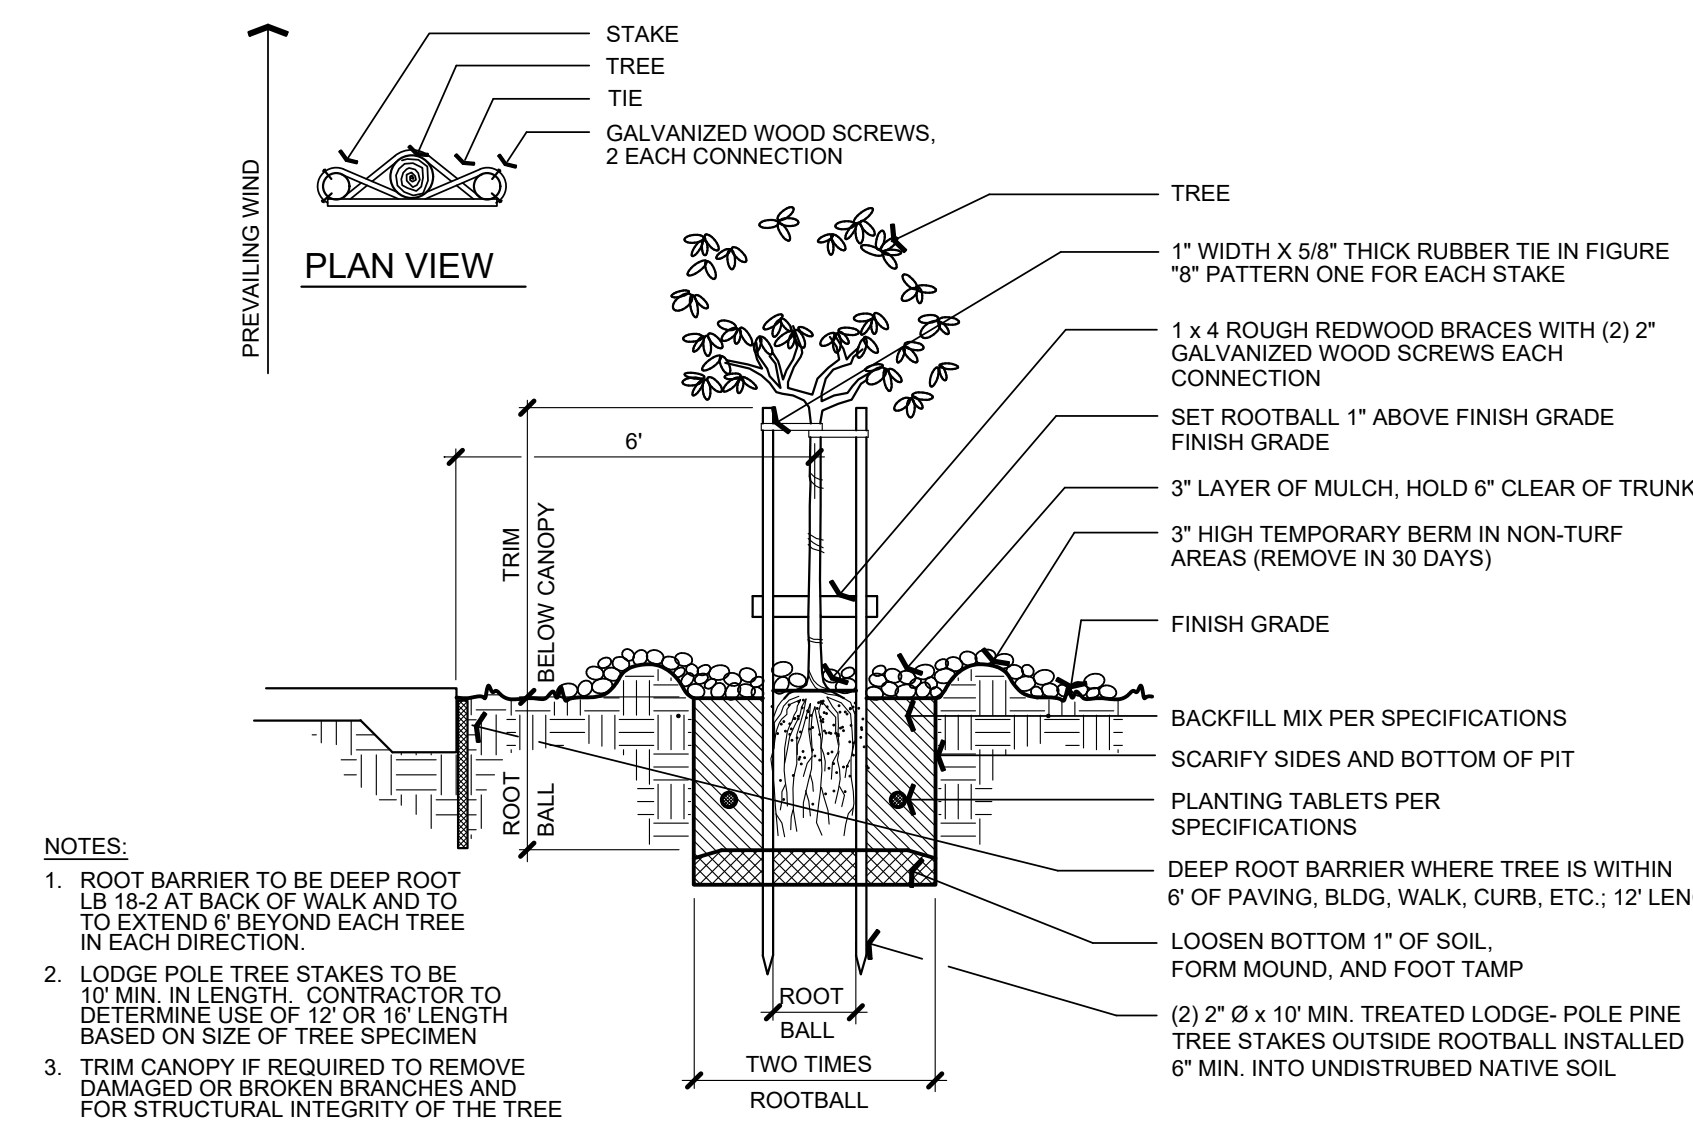 STAKE
TREE
TIE
GALVANIZED WOOD SCREWS,
2 EACH CONNECTION
PREVAILING WIND
PLAN VIEW
TREE
1" WIDTH X 5/8" THICK RUBBER TIE IN FIGURE
"8" PATTERN ONE FOR EACH STAKE
1 x 4 ROUGH REDWOOD BRACES WITH (2) 2"
GALVANIZED WOOD SCREWS EACH
CONNECTION
SET ROOTBALL 1" ABOVE FINISH GRADE
FINISH GRADE
3" LAYER OF MULCH, HOLD 6" CLEAR OF TRUNK
3" HIGH TEMPORARY BERM IN NON-TURF
AREAS (REMOVE IN 30 DAYS)
FINISH GRADE
BACKFILL MIX PER SPECIFICATIONS
SCARIFY SIDES AND BOTTOM OF PIT
PLANTING TABLETS PER
SPECIFICATIONS
DEEP ROOT BARRIER WHERE TREE IS WITHIN
6' OF PAVING, BLDG, WALK, CURB, ETC.; 12' LEN
LOOSEN BOTTOM 1" OF SOIL,
FORM MOUND, AND FOOT TAMP
(2) 2" Ø x 10' MIN. TREATED LODGE- POLE PINE
TREE STAKES OUTSIDE ROOTBALL INSTALLED
6" MIN. INTO UNDISTRUBED NATIVE SOIL
6'
TRIM
BELOW CANOPY
ROOT
BALL
ROOT
BALL
TWO TIMES
ROOTBALL
NOTES:
1. ROOT BARRIER TO BE DEEP ROOT
LB 18-2 AT BACK OF WALK AND TO
TO EXTEND 6' BEYOND EACH TREE
IN EACH DIRECTION.
2. LODGE POLE TREE STAKES TO BE
10' MIN. IN LENGTH. CONTRACTOR TO
DETERMINE USE OF 12' OR 16' LENGTH
BASED ON SIZE OF TREE SPECIMEN
3. TRIM CANOPY IF REQUIRED TO REMOVE
DAMAGED OR BROKEN BRANCHES AND
FOR STRUCTURAL INTEGRITY OF THE TREE